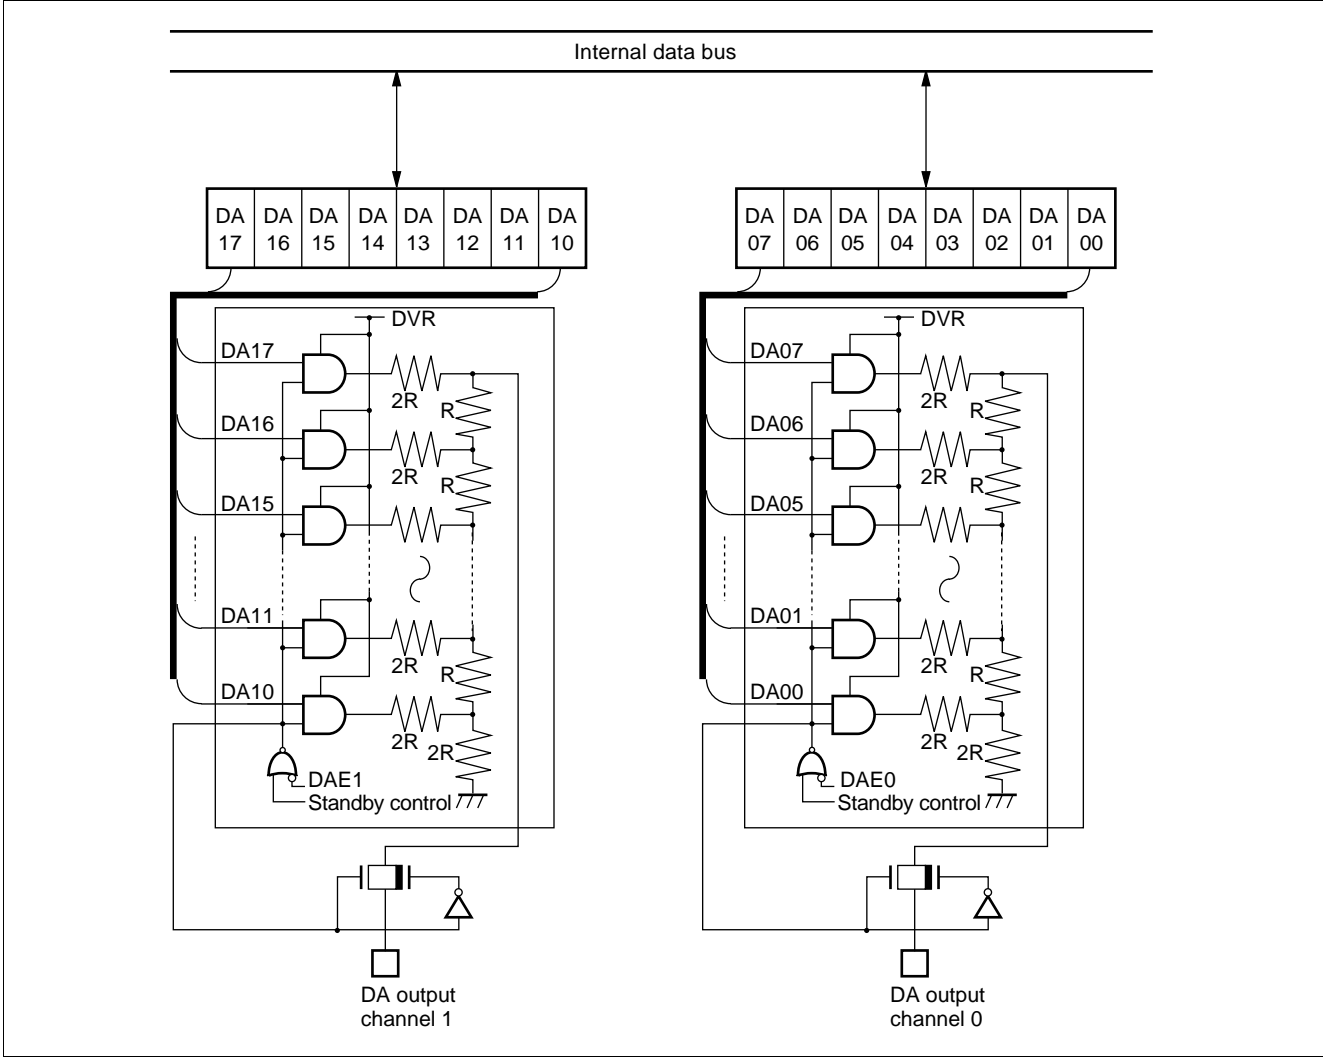 Internal data bus
DA 17
DA 16
DA 15
DA 14
DA 13
DA 12
DA 11
DA 10
DA 07
DA 06
DA 05
DA 04
DA 03
DA 02
DA 01
DA 00
DVR
DA17
2R
R
DA16
2R
R
DA15
DA11
2R
R
DA10
2R
2R
DAE1
Standby control
DA output
channel 1
DVR
DA07
2R
R
DA06
2R
R
DA05
DA01
2R
R
DA00
2R
2R
DAE0
Standby control
DA output
channel 0